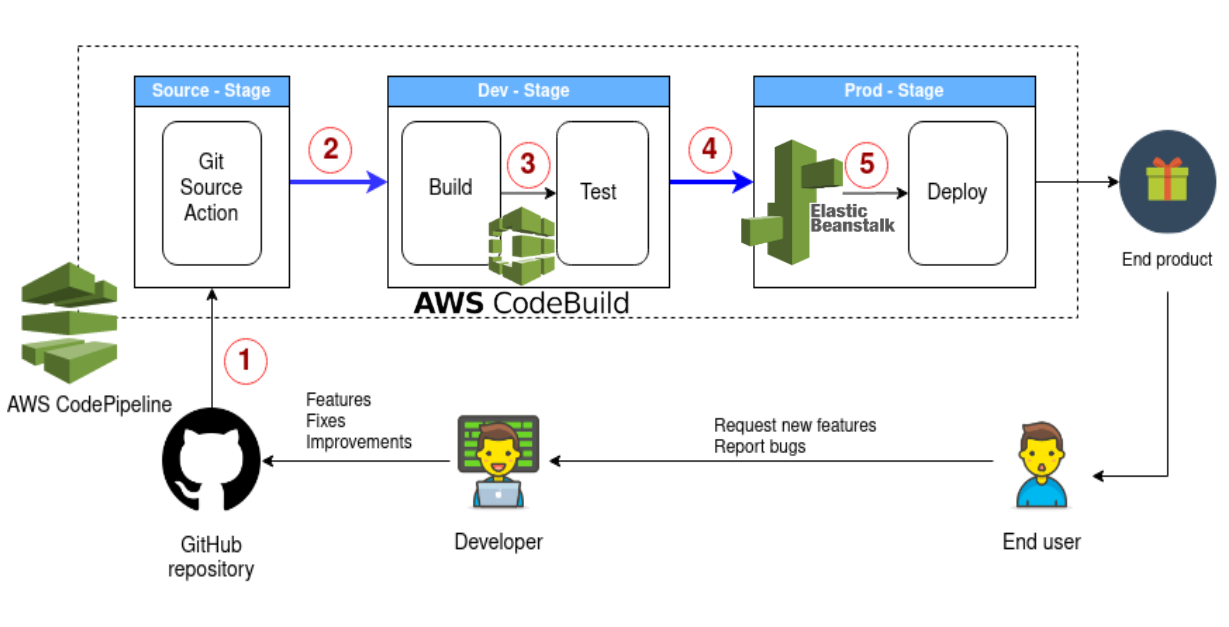 Source - Stage
Dev - Stage
Prod - Stage
Git
Source
Action
2
Build
3
Test
4
5
Deploy
Elastic
Beanstalk
End product
AWS CodeBuild
1
AWS CodePipeline
Features
Fixes
Improvements
Request new features
Report bugs
GitHub
repository
Developer
End user